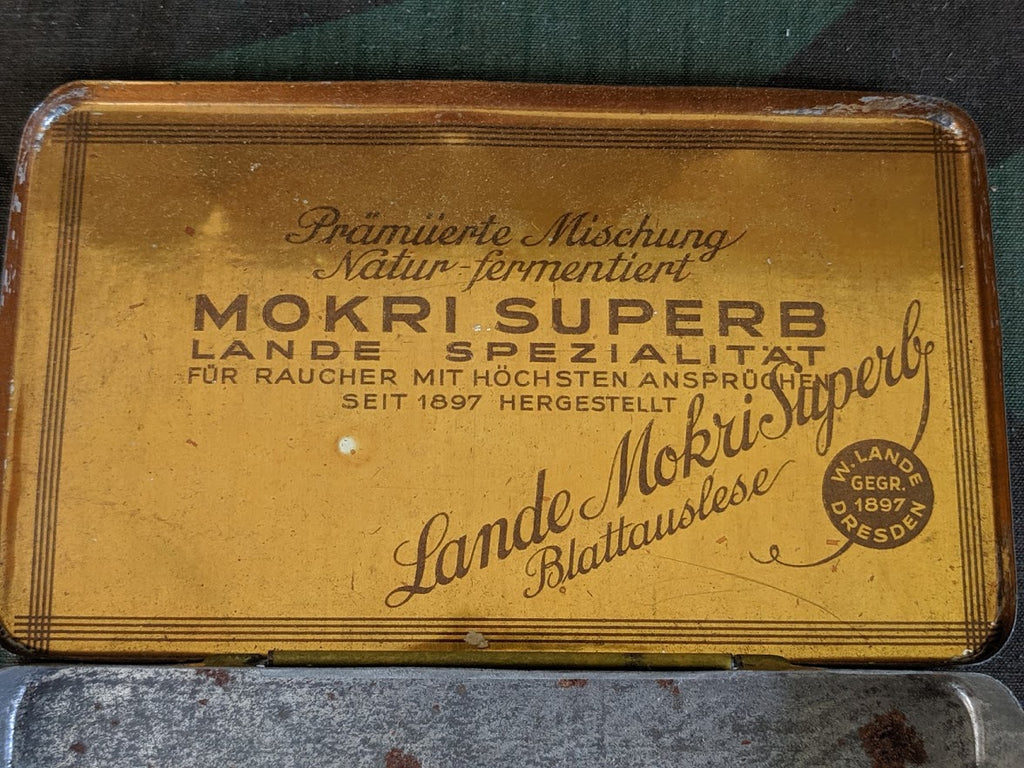 Prämiierte Mischung
Natur-fermentiert
MOKRI SUPERB
LANDE SPEZIALITÄT
FÜR RAUCHER MIT HÖCHSTEN ANSPRÜCHEN
SEIT 1897 HERGESTELLT
Lande Mokri Superb
Blattauslese
W. LANDE
GEGR.
1897
DRESDEN